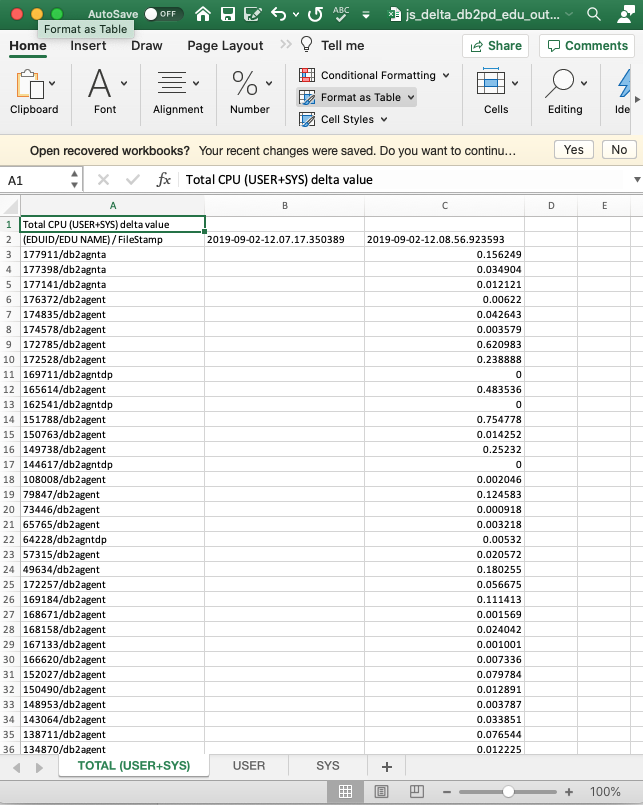 AutoSave OFF ABC js_delta_db2pd_edu_out...
Format as Table
Home Insert Draw Page Layout >> Tell me Share Comments
Clipboard Font Alignment Number Conditional Formatting Cells Editing Ide
Format as Table
Cell Styles
Open recovered workbooks? Your recent changes were saved. Do you want to continu... Yes No
A1 fx Total CPU (USER+SYS) delta value
A B C D E
1 Total CPU (USER+SYS) delta value
2 (EDUID/EDU NAME) / FileStamp 2019-09-02-12.07.17.350389 2019-09-02-12.08.56.923593
3 177911/db2agnta 0.156249
4 177398/db2agnta 0.034904
5 177141/db2agnta 0.012121
6 176372/db2agent 0.00622
7 174835/db2agent 0.042643
8 174578/db2agent 0.003579
9 172785/db2agent 0.620983
10 172528/db2agent 0.238888
11 169711/db2agntdp 0
12 165614/db2agent 0.483536
13 162541/db2agntdp 0
14 151788/db2agent 0.754778
15 150763/db2agent 0.014252
16 149738/db2agent 0.25232
17 144617/db2agntdp 0
18 108008/db2agent 0.002046
19 79847/db2agent 0.124583
20 73446/db2agent 0.000918
21 65765/db2agent 0.003218
22 64228/db2agntdp 0.00532
23 57315/db2agent 0.020572
24 49634/db2agent 0.180255
25 172257/db2agent 0.056675
26 169184/db2agent 0.111413
27 168671/db2agent 0.001569
28 168158/db2agent 0.024042
29 167133/db2agent 0.001001
30 166620/db2agent 0.007336
31 152027/db2agent 0.079784
32 150490/db2agent 0.012891
33 148953/db2agent 0.003787
34 143064/db2agent 0.033851
35 138711/db2agent 0.076544
36 134870/db2agent 0.012225
TOTAL (USER+SYS) USER SYS +
100%